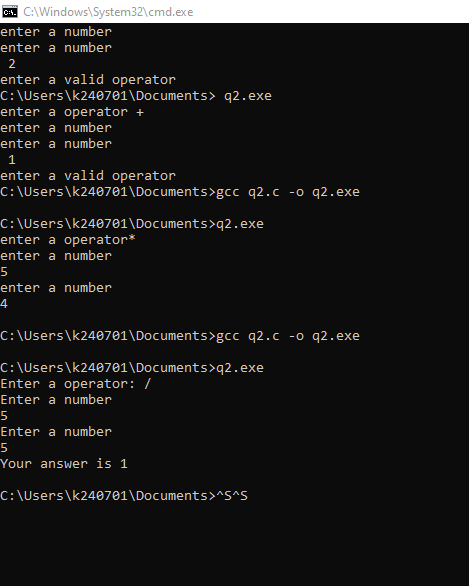 C:\Windows\System32\cmd.exe
enter a number
enter a number
 2
enter a valid operator
C:\Users\k240701\Documents> q2.exe
enter a operator +
enter a number
enter a number
 1
enter a valid operator
C:\Users\k240701\Documents>gcc q2.c -o q2.exe
C:\Users\k240701\Documents>q2.exe
enter a operator*
enter a number
5
enter a number
4
C:\Users\k240701\Documents>gcc q2.c -o q2.exe
C:\Users\k240701\Documents>q2.exe
Enter a operator: /
Enter a number
5
Enter a number
5
Your answer is 1
C:\Users\k240701\Documents>^S^S